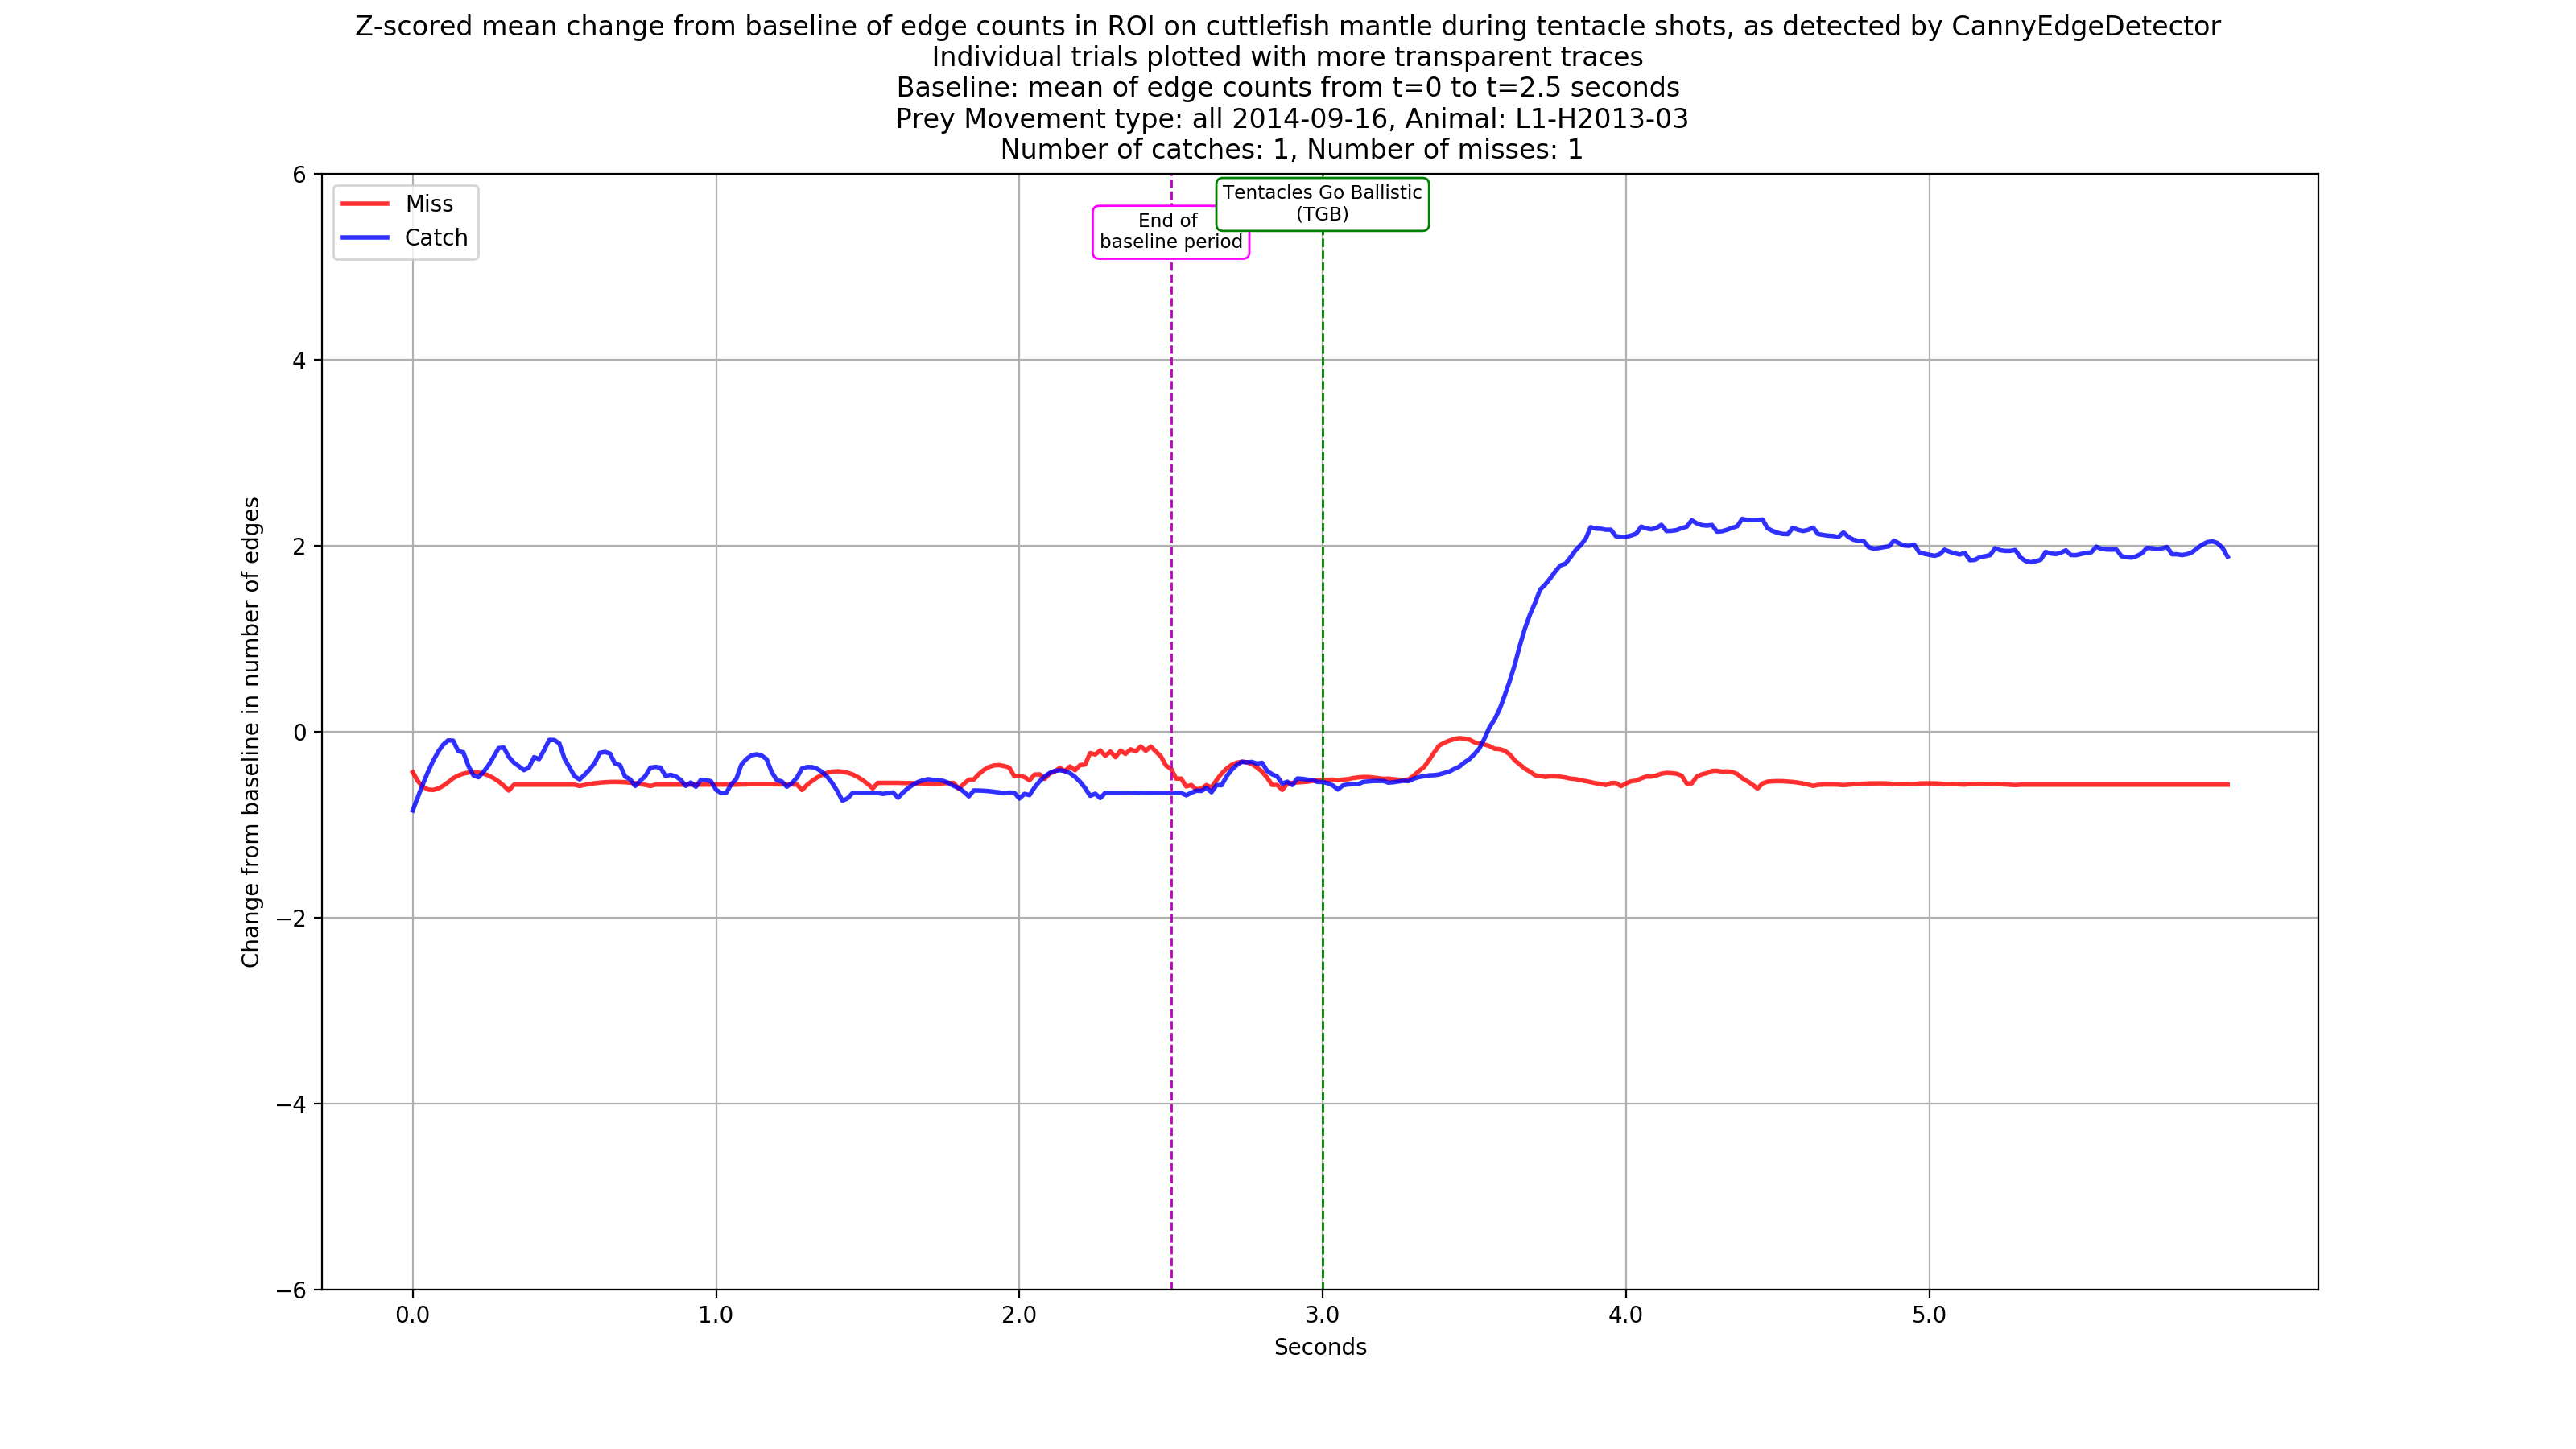 Z-scored mean change from baseline of edge counts in ROI on cuttlefish mantle during tentacle shots, as detected by CannyEdgeDetector
Individual trials plotted with more transparent traces
Baseline: mean of edge counts from t=0 to t=2.5 seconds
Prey Movement type: all 2014-09-16, Animal: L1-H2013-03
Number of catches: 1, Number of misses: 1
Miss
Catch
Tentacles Go Ballistic
(TGB)
End of
baseline period
6
4
2
0
−2
−4
−6
Change from baseline in number of edges
0.0
1.0
2.0
3.0
4.0
5.0
Seconds